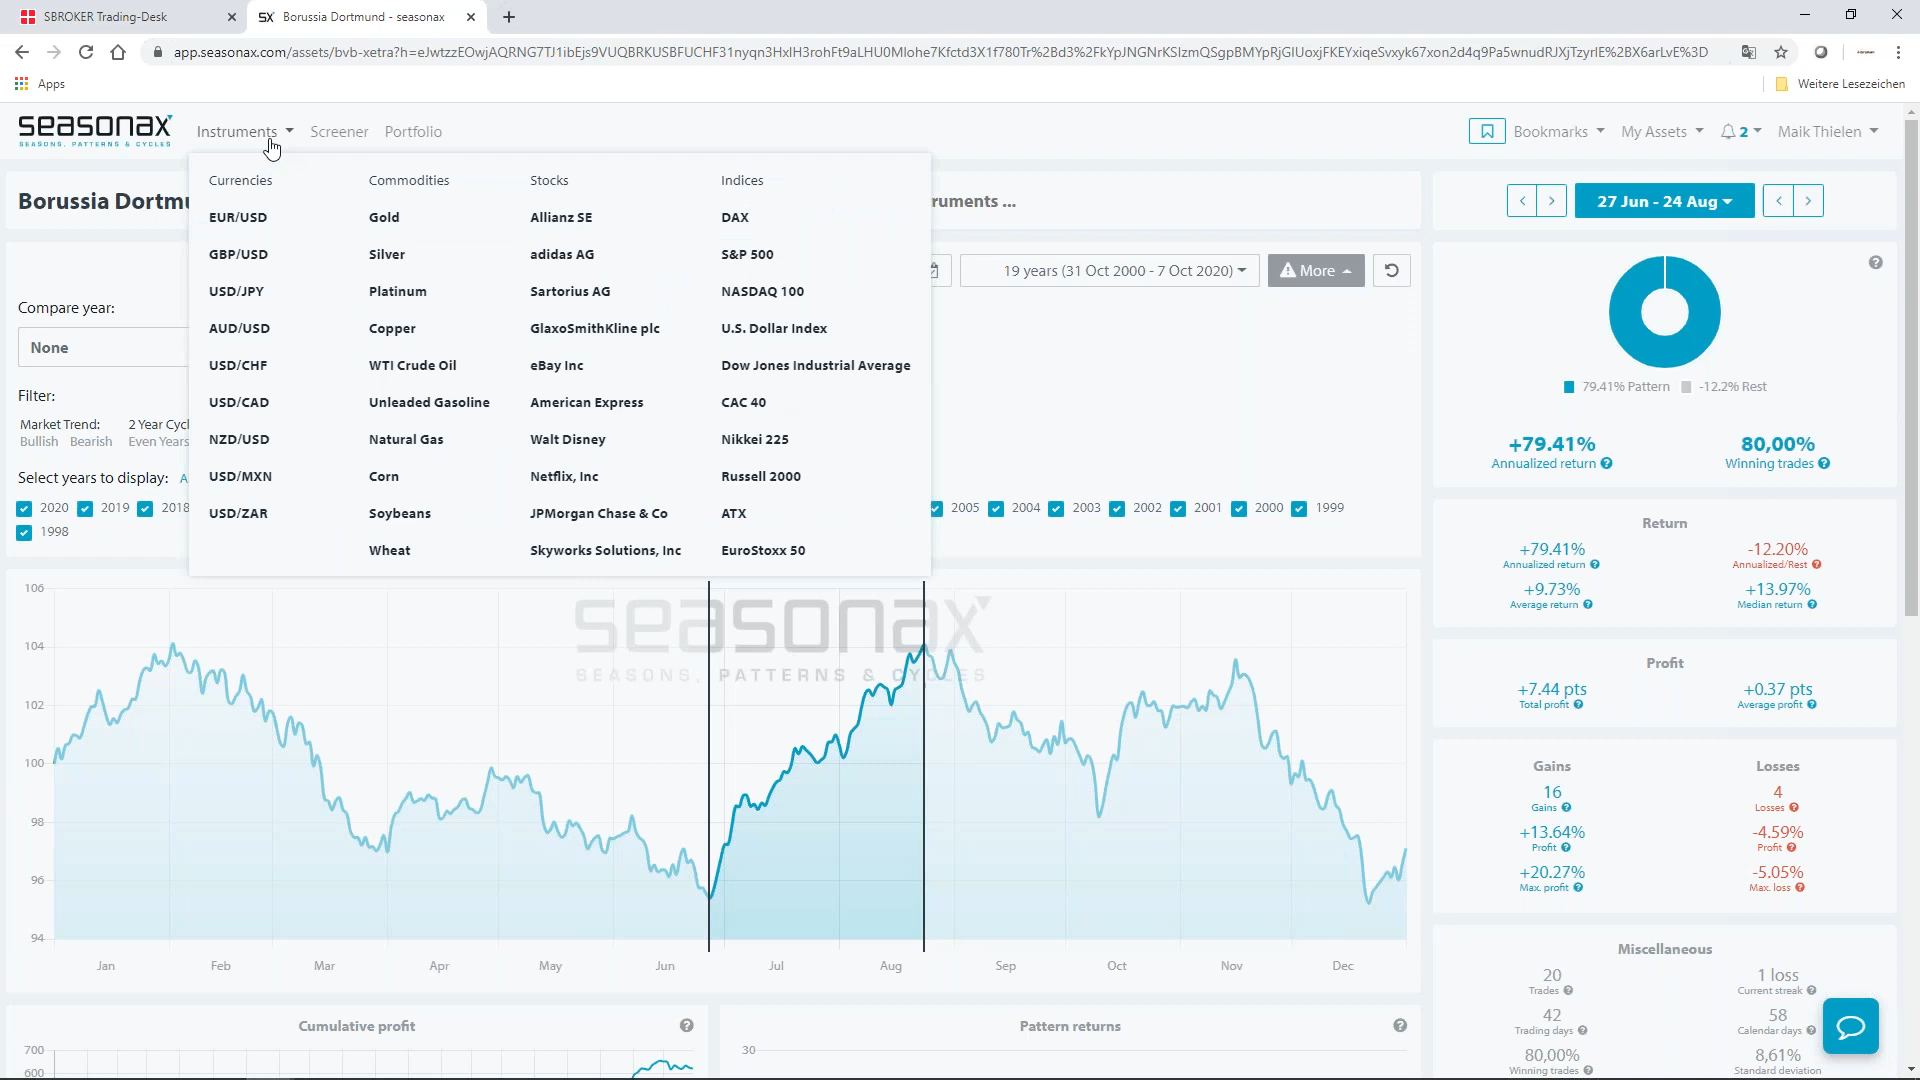 SBROKER Trading-Desk
Borussia Dortmund - seasonax
Apps
Weitere Lesezeichen
seasonax
SEASONS, PATTERNS & CYCLES
Instruments
Screener
Portfolio
Bookmarks
My Assets
2
Maik Thielen
Currencies
EUR/USD
GBP/USD
USD/JPY
AUD/USD
USD/CHF
USD/CAD
NZD/USD
USD/MXN
USD/ZAR
Commodities
Gold
Silver
Platinum
Copper
WTI Crude Oil
Unleaded Gasoline
Natural Gas
Corn
Soybeans
Wheat
Stocks
Allianz SE
adidas AG
Sartorius AG
GlaxoSmithKline plc
eBay Inc
American Express
Walt Disney
Netflix, Inc
JPMorgan Chase & Co
Skyworks Solutions, Inc
Indices
DAX
S&P 500
NASDAQ 100
U.S. Dollar Index
Dow Jones Industrial Average
CAC 40
Nikkei 225
Russell 2000
ATX
EuroStoxx 50
Borussia Dortmu
ruments ...
27 Jun - 24 Aug
19 years (31 Oct 2000 - 7 Oct 2020)
More
Compare year:
None
Filter:
Market Trend:
Bullish Bearish
2 Year Cycl
Even Years
Select years to display: A
2020 2019 2018 2005 2004 2003 2002 2001 2000 1999
1998
79.41% Pattern -12.2% Rest
+79.41%
Annualized return
80,00%
Winning trades
Return
+79.41%
Annualized return
-12.20%
Annualized/Rest
+9.73%
Average return
+13.97%
Median return
Profit
+7.44 pts
Total profit
+0.37 pts
Average profit
Gains
16
Gains
+13.64%
Profit
+20.27%
Max. profit
Losses
4
Losses
-4.59%
Profit
-5.05%
Max. loss
Miscellaneous
20
Trades
1 loss
Current streak
42
Trading days
58
Calendar days
80,00%
Winning trades
8,61%
Standard deviation
seasonax
SEASONS, PATTERNS & CYCLES
106
104
102
100
98
96
94
Jan Feb Mar Apr May Jun Jul Aug Sep Oct Nov Dec
Cumulative profit
700
600
Pattern returns
30